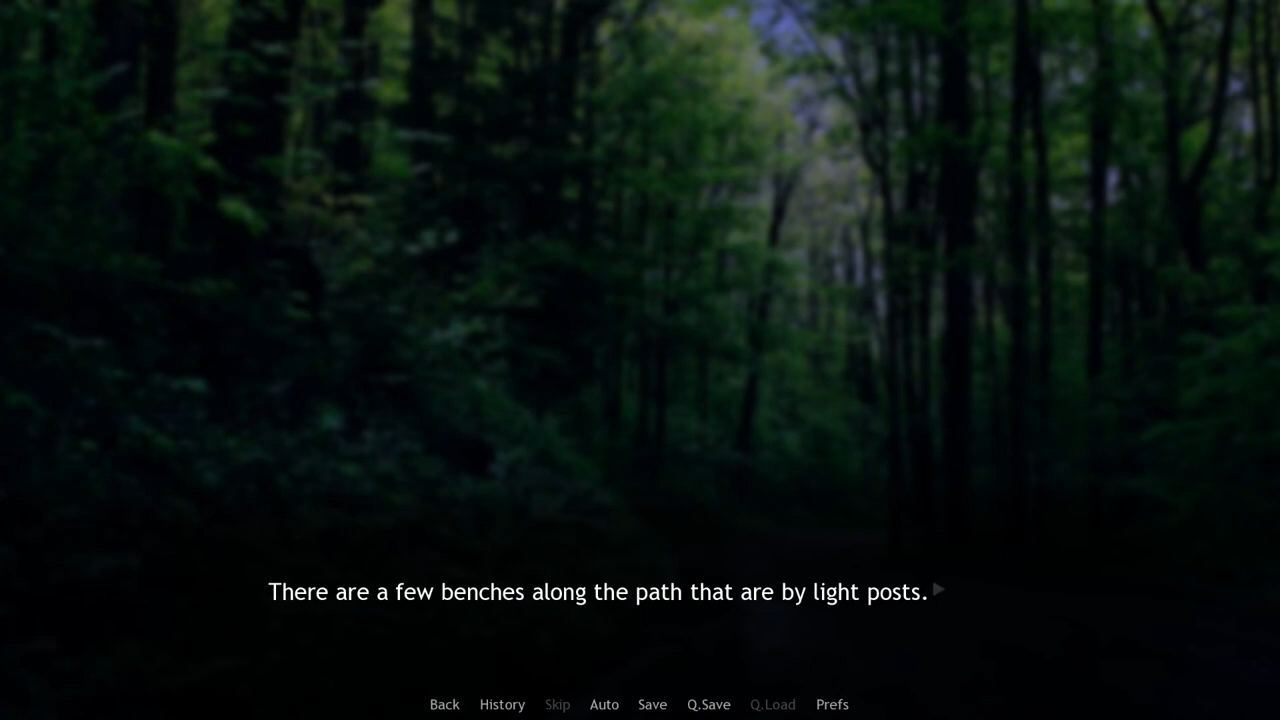 There are a few benches along the path that are by light posts.
Back History Skip Auto Save Q.Save Q.Load Prefs